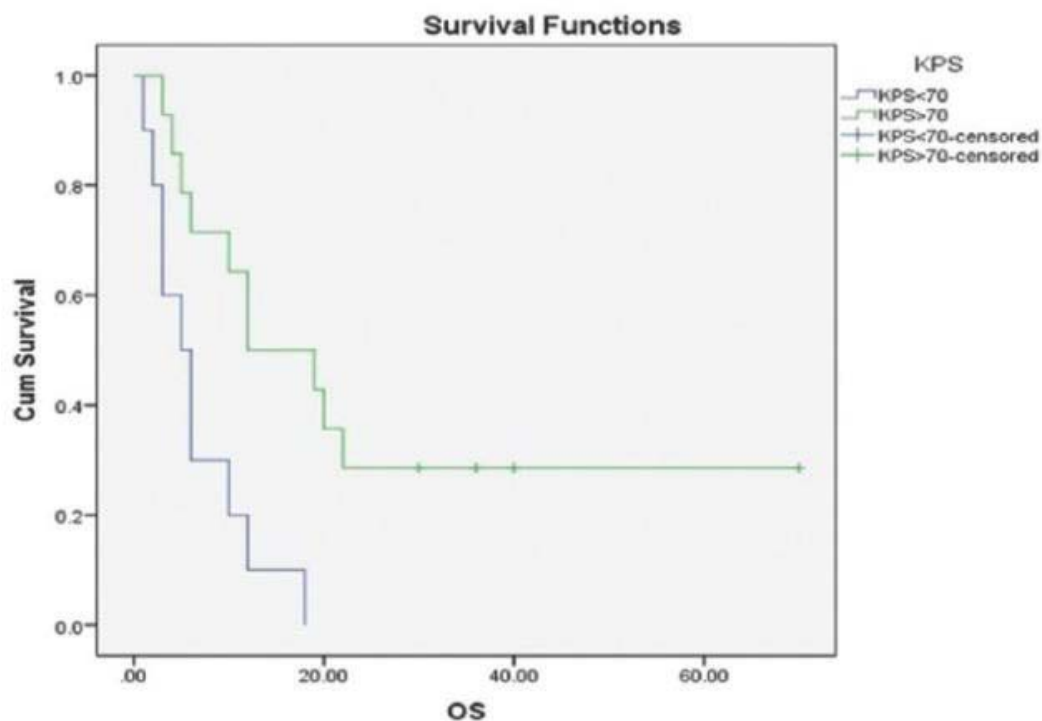 Survival Functions
KPS
KPS<70
KPS>70
KPS<70-censored
KPS>70-censored
Cum Survival
1.0
0.8
0.6
0.4
0.2
0.0
.00
20.00
40.00
60.00
OS